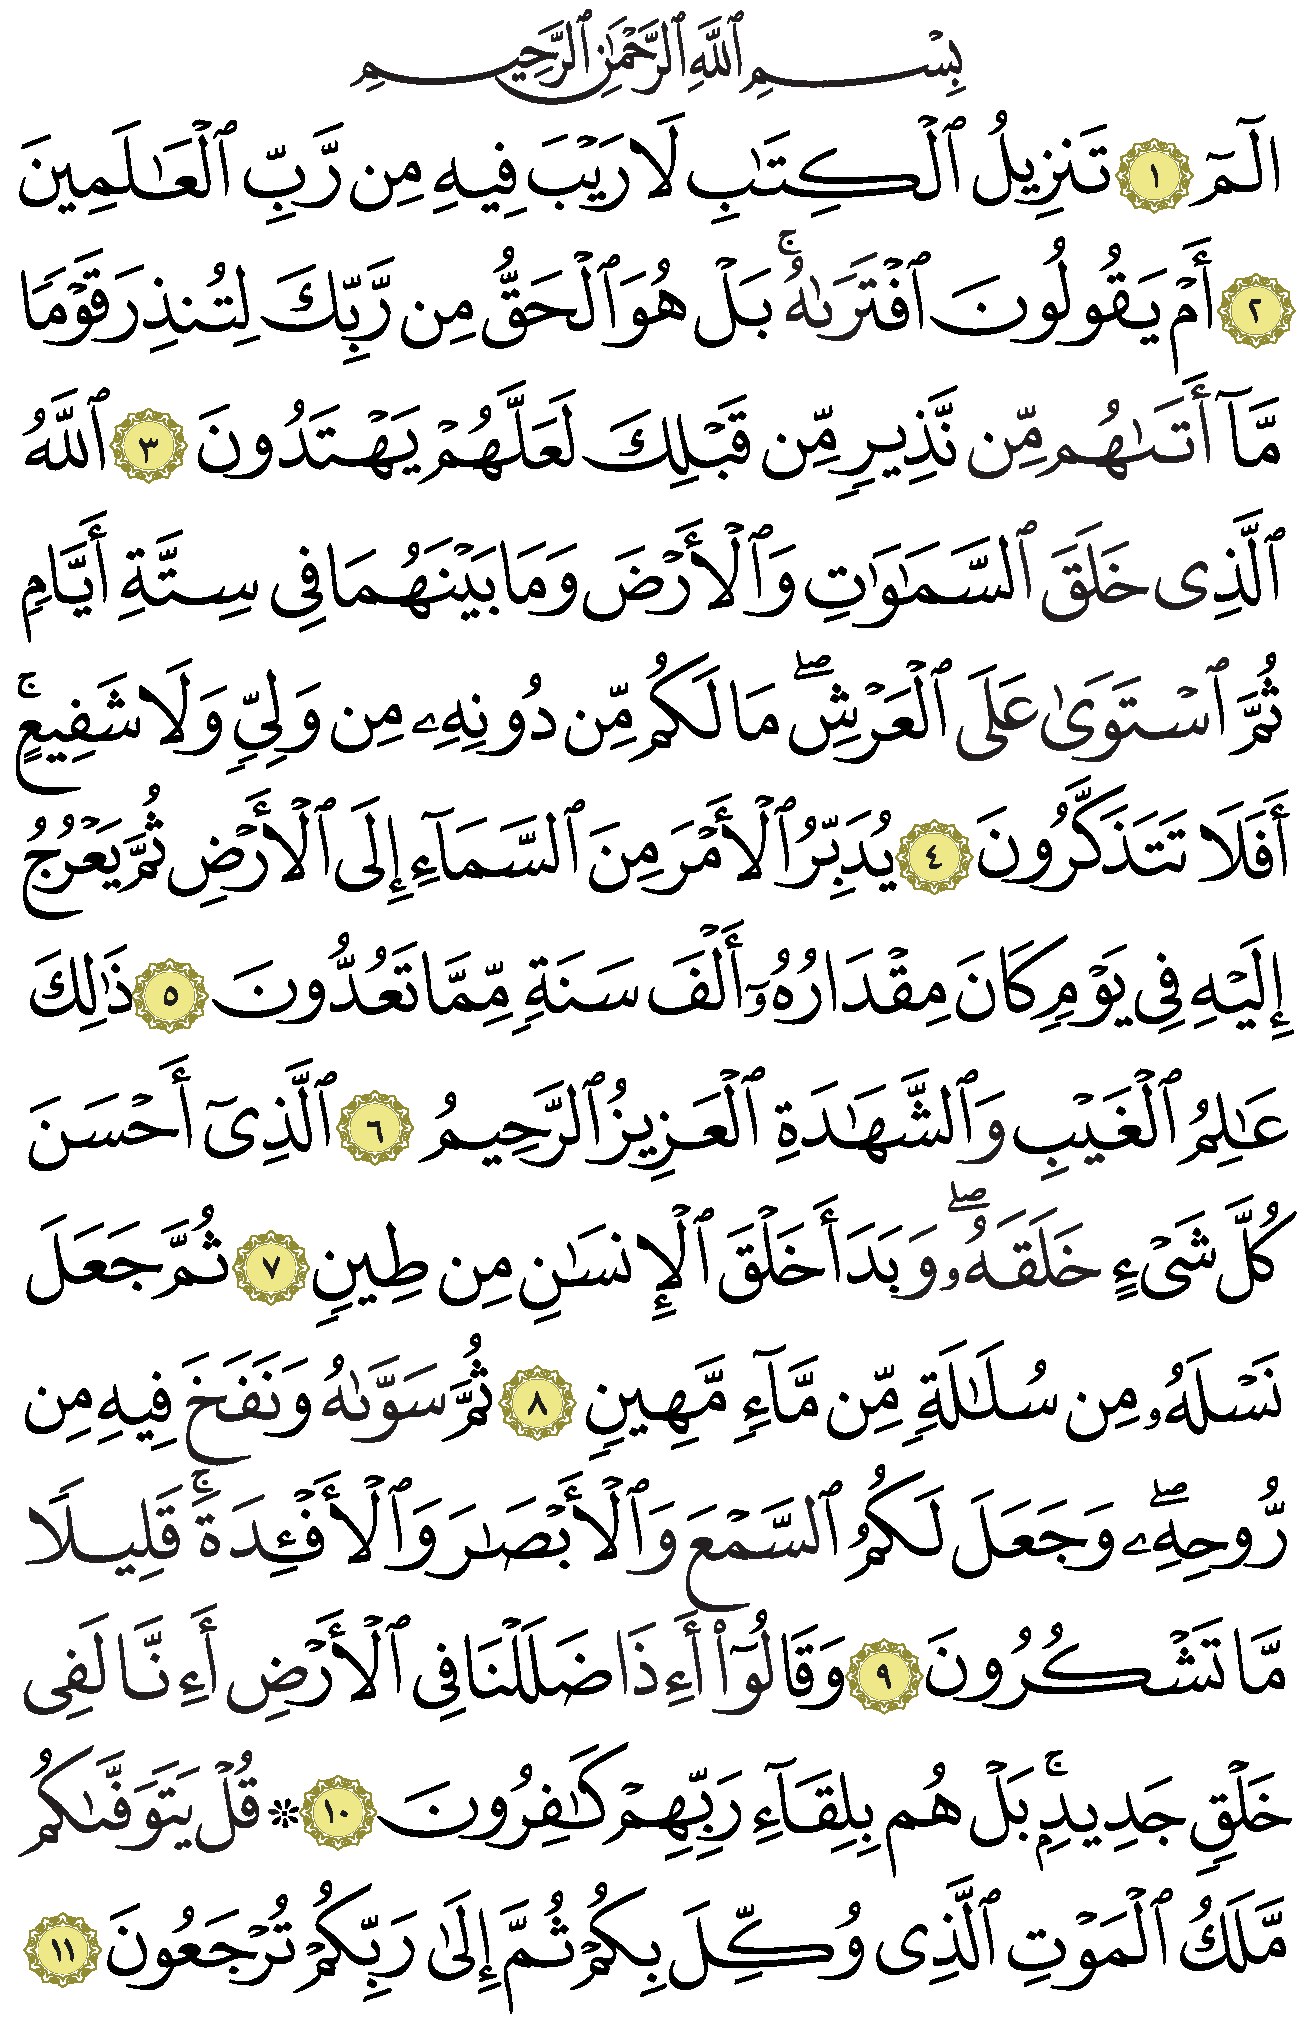 بِسْمِ ٱللَّهِ ٱلرَّحْمَٰنِ ٱلرَّحِيمِ
الٓمٓ ١ تَنزِيلُ ٱلْكِتَٰبِ لَا رَيْبَ فِيهِ مِن رَّبِّ ٱلْعَٰلَمِينَ
٢ أَمْ يَقُولُونَ ٱفْتَرَىٰهُ ۚ بَلْ هُوَ ٱلْحَقُّ مِن رَّبِّكَ لِتُنذِرَ قَوْمًا
مَّآ أَتَىٰهُم مِّن نَّذِيرٍ مِّن قَبْلِكَ لَعَلَّهُمْ يَهْتَدُونَ ٣ ٱللَّهُ
ٱلَّذِى خَلَقَ ٱلسَّمَٰوَٰتِ وَٱلْأَرْضَ وَمَا بَيْنَهُمَا فِى سِتَّةِ أَيَّامٍ
ثُمَّ ٱسْتَوَىٰ عَلَى ٱلْعَرْشِ ۖ مَا لَكُم مِّن دُونِهِۦ مِن وَلِىٍّ وَلَا شَفِيعٍ ۚ
أَفَلَا تَتَذَكَّرُونَ ٤ يُدَبِّرُ ٱلْأَمْرَ مِنَ ٱلسَّمَآءِ إِلَى ٱلْأَرْضِ ثُمَّ يَعْرُجُ
إِلَيْهِ فِى يَوْمٍ كَانَ مِقْدَارُهُۥٓ أَلْفَ سَنَةٍ مِّمَّا تَعُدُّونَ ٥ ذَٰلِكَ
عَٰلِمُ ٱلْغَيْبِ وَٱلشَّهَٰدَةِ ٱلْعَزِيزُ ٱلرَّحِيمُ ٦ ٱلَّذِىٓ أَحْسَنَ
كُلَّ شَىْءٍ خَلَقَهُۥ ۖ وَبَدَأَ خَلْقَ ٱلْإِنسَٰنِ مِن طِينٍ ٧ ثُمَّ جَعَلَ
نَسْلَهُۥ مِن سُلَٰلَةٍ مِّن مَّآءٍ مَّهِينٍ ٨ ثُمَّ سَوَّىٰهُ وَنَفَخَ فِيهِ مِن
رُّوحِهِۦ ۖ وَجَعَلَ لَكُمُ ٱلسَّمْعَ وَٱلْأَبْصَٰرَ وَٱلْأَفْـِٔدَةَ ۚ قَلِيلًا
مَّا تَشْكُرُونَ ٩ وَقَالُوٓا۟ أَءِذَا ضَلَلْنَا فِى ٱلْأَرْضِ أَءِنَّا لَفِى
خَلْقٍ جَدِيدٍۭ ۚ بَلْ هُم بِلِقَآءِ رَبِّهِمْ كَٰفِرُونَ ١٠ ۞ قُلْ يَتَوَفَّىٰكُم
مَّلَكُ ٱلْمَوْتِ ٱلَّذِى وُكِّلَ بِكُمْ ثُمَّ إِلَىٰ رَبِّكُمْ تُرْجَعُونَ ١١